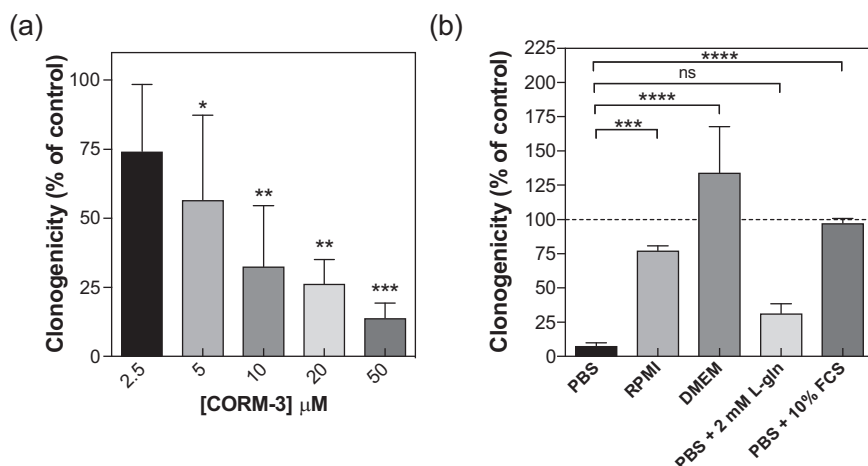 (a)
Clonogenicity (% of control)
100
75
50
25
0
*
**
**
***
2.5
5
10
20
50
[CORM-3] μM
(b)
Clonogenicity (% of control)
225
200
175
150
125
100
75
50
25
0
****
ns
****
***
PBS
RPMI
DMEM
PBS + 2 mM L-gln
PBS + 10% FCS